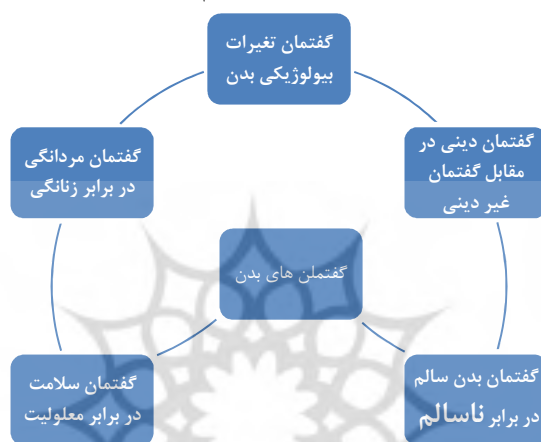 گفتمان تغیرات
بیولوژیکی بدن
گفتمان دینی در
مقابل گفتمان
غیر دینی
گفتمان مردانگی
در برابر زنانگی
گفتملن های بدن
گفتمان بدن سالم
در برابر ناسالم
گفتمان سلامت
در برابر معلولیت